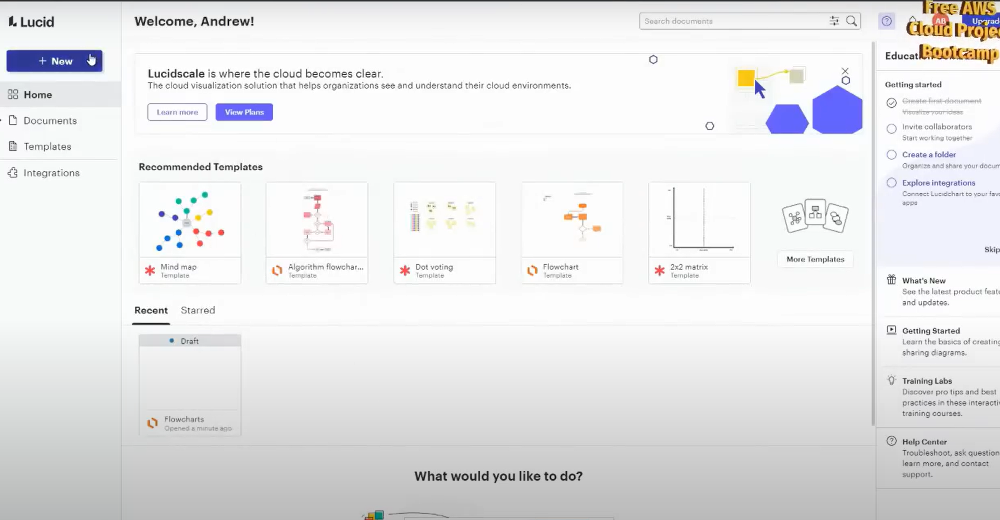 Lucid
Welcome, Andrew!
Search documents
AB
Free AWS
Cloud Projec
Bootcamp
+ New
Home
Documents
Templates
Integrations
Lucidscale is where the cloud becomes clear.
The cloud visualization solution that helps organizations see and understand their cloud environments.
Learn more
View Plans
Recommended Templates
Mind map
Template
Algorithm flowchar...
Template
Dot voting
Template
Flowchart
Template
2x2 matrix
Template
More Templates
Recent
Starred
Draft
Flowcharts
Opened a minute ago
What would you like to do?
Getting started
Create first document
Visualize your ideas
Invite collaborators
Start working together
Create a folder
Organize and share your docum
Explore integrations
Connect Lucidchart to your favo
apps
Skip
What's New
See the latest product featu
and updates.
Getting Started
Learn the basics of creating
sharing diagrams.
Training Labs
Discover pro tips and best
practices in these interactiv
training courses.
Help Center
Troubleshoot, ask question
learn more, and contact
support.